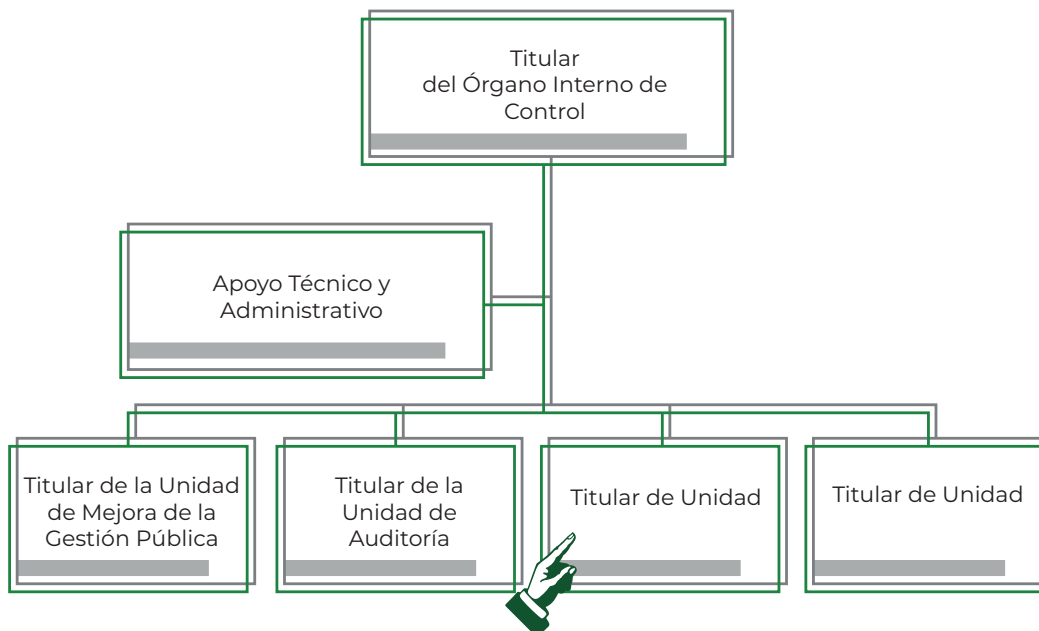 Titular
del Órgano Interno de
Control
Apoyo Técnico y
Administrativo
Titular de la Unidad
de Mejora de la
Gestión Pública
Titular de la
Unidad de
Auditoría
Titular de Unidad
Titular de Unidad